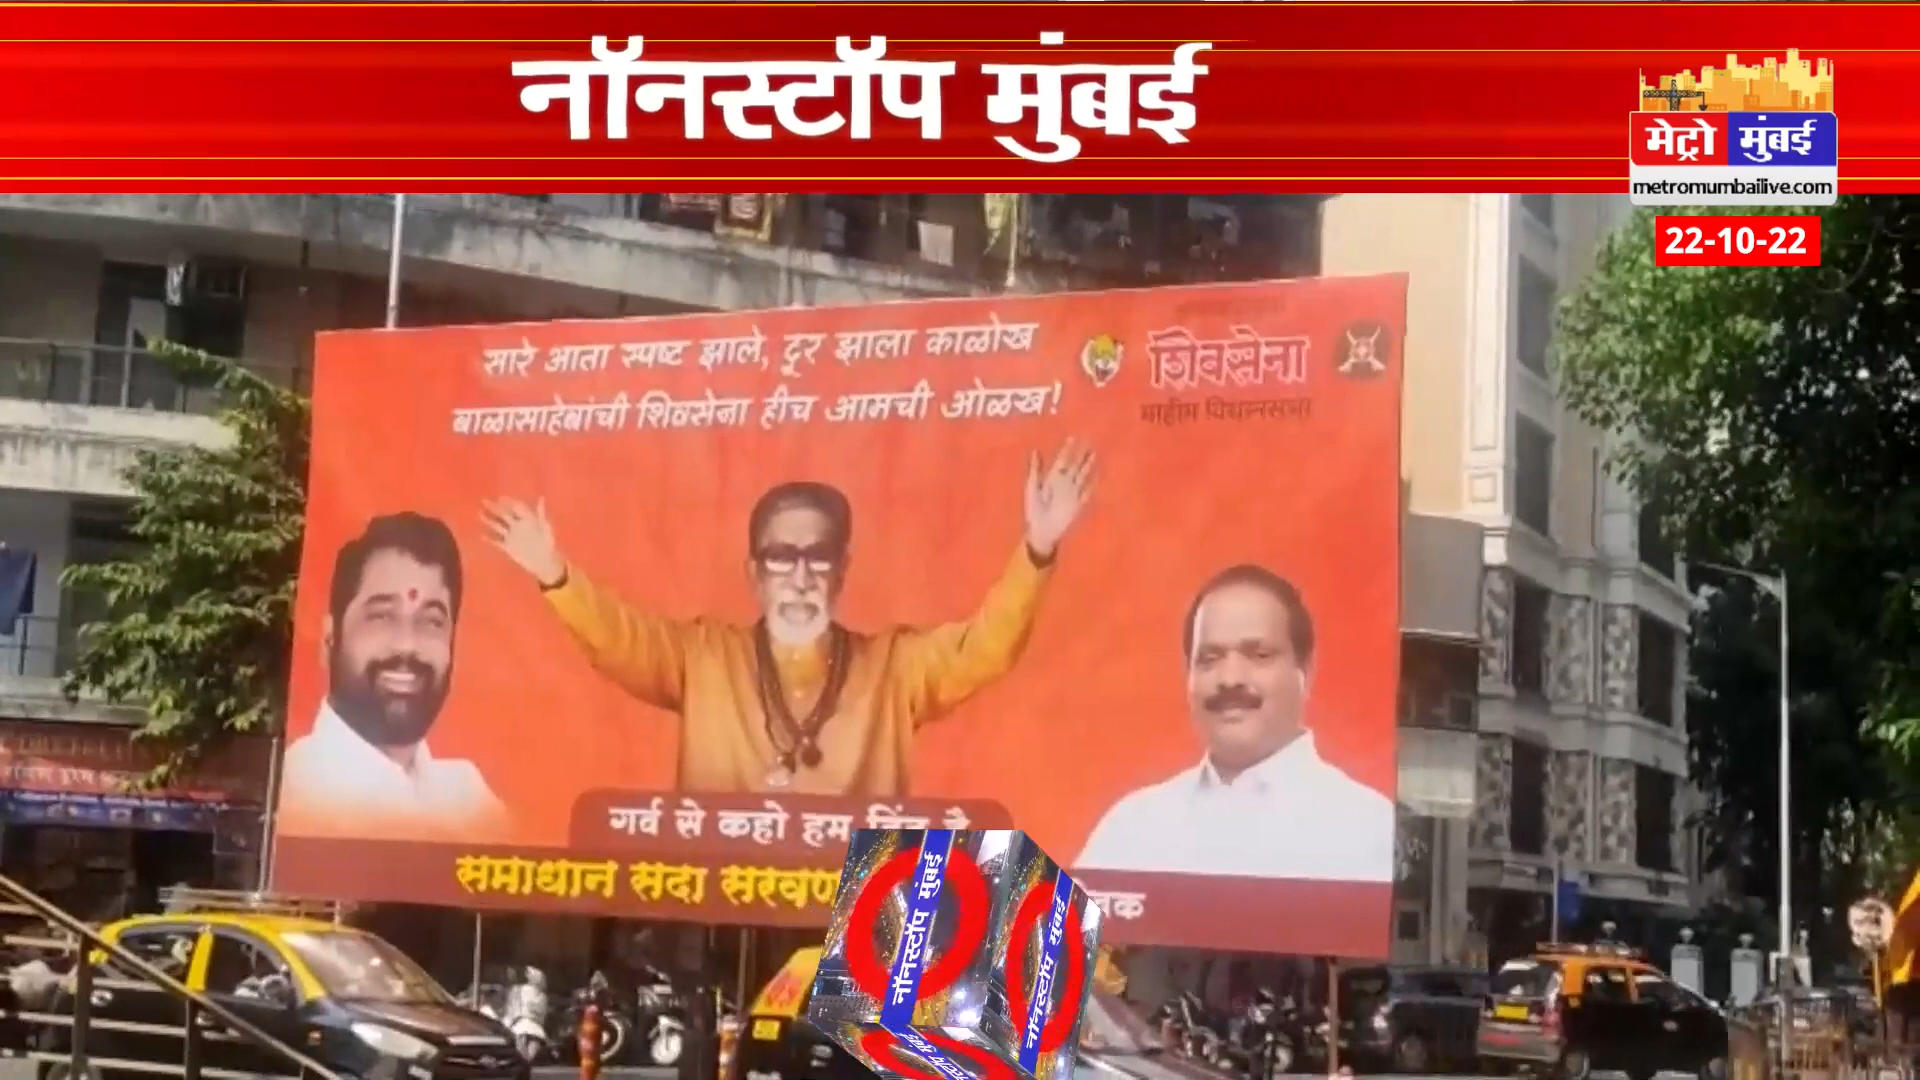 नॉनस्टॉप मुंबई
मेट्रो मुंबई
metromumbailive.com
22-10-22
सारे आता स्पष्ट झाले, दूर झाला काळोख
बाळासाहेबांची शिवसेना हीच आमची ओळख!
शिवसेना
माहीम विधानसभा
गर्व से कहो हम
समाधान सदा सरवण
नॉनस्टॉप मुंबई
नॉनस्टॉप मुंबई